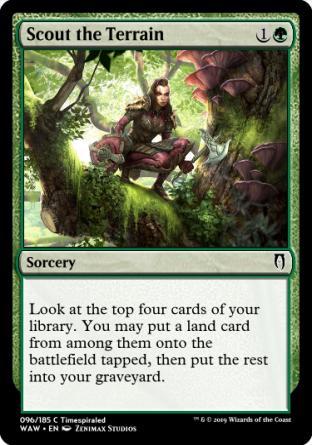 Scout the Terrain 1
Sorcery
Look at the top four cards of your
library. You may put a land card
from among them onto the
battlefield tapped, then put the rest
into your graveyard.
096/185 C Timespiraled
WAW • EN ZENIMAX STUDIOS
™ & © 2019 Wizards of the Coast